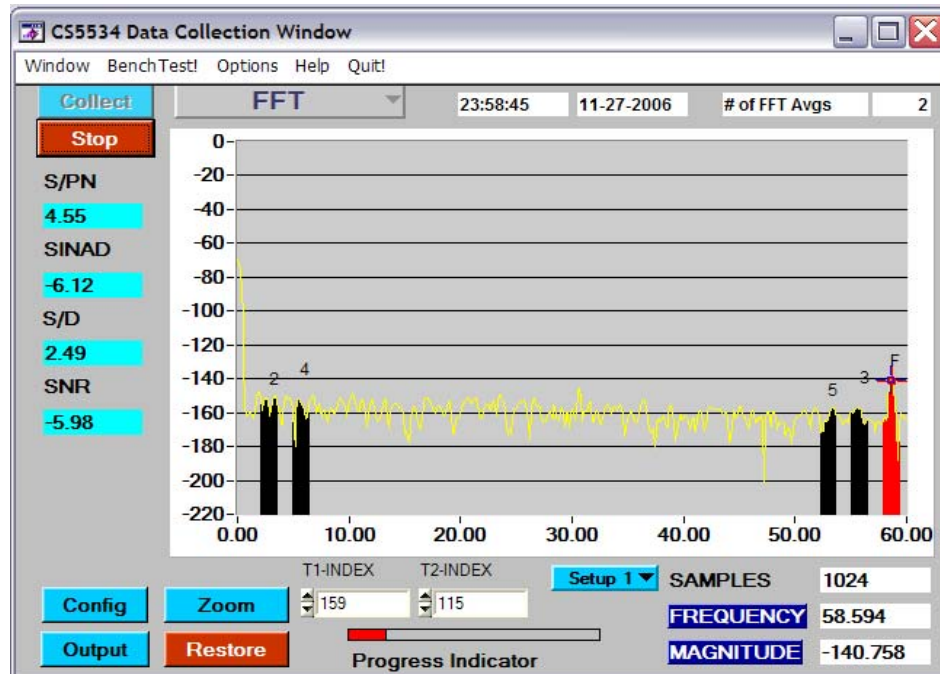 CS5534 Data Collection Window
Window BenchTest! Options Help Quit!
Collect FFT 23:58:45 11-27-2006 # of FFT Avgs 2
Stop
S/PN
4.55
SINAD
-6.12
S/D
2.49
SNR
-5.98
0
-20
-40
-60
-80
-100
-120
-140
-160
-180
-200
-220
2 4 5 3 F
0.00 10.00 20.00 30.00 40.00 50.00 60.00
T1-INDEX T2-INDEX
159 115
Setup 1
SAMPLES 1024
Config Zoom
FREQUENCY 58.594
Output Restore
Progress Indicator
MAGNITUDE -140.758